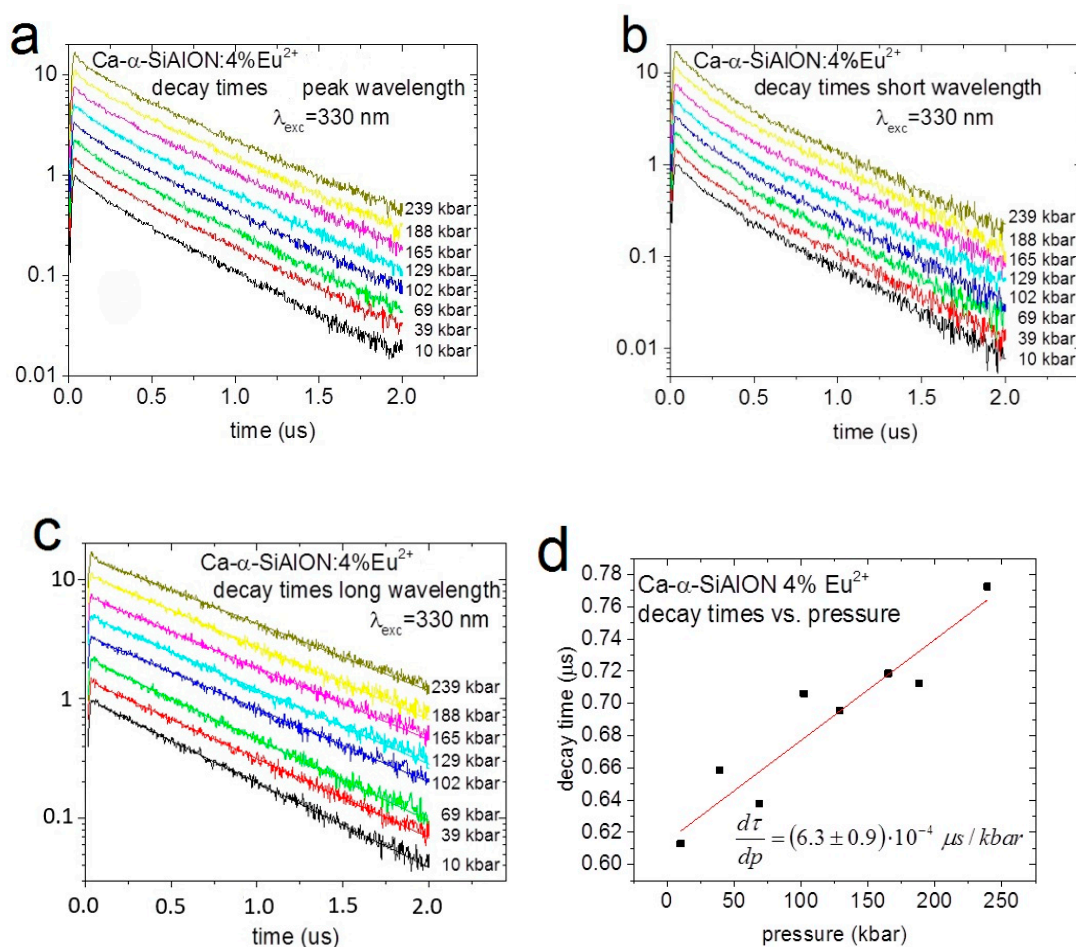 a
Ca-α-SiAlON:4%Eu²⁺
decay times peak wavelength
λexc=330 nm
10
1
0.1
0.01
239 kbar
188 kbar
165 kbar
129 kbar
102 kbar
69 kbar
39 kbar
10 kbar
0.0 0.5 1.0 1.5 2.0
time (us)
b
Ca-α-SiAlON:4%Eu²⁺
decay times short wavelength
λexc=330 nm
10
1
0.1
0.01
239 kbar
188 kbar
165 kbar
129 kbar
102 kbar
69 kbar
39 kbar
10 kbar
0.0 0.5 1.0 1.5 2.0
time (us)
c
Ca-α-SiAlON:4%Eu²⁺
decay times long wavelength
λexc=330 nm
10
1
0.1
239 kbar
188 kbar
165 kbar
129 kbar
102 kbar
69 kbar
39 kbar
10 kbar
0.0 0.5 1.0 1.5 2.0
time (us)
d
Ca-α-SiAlON 4% Eu²⁺
decay times vs. pressure
decay time (µs)
0.78
0.76
0.74
0.72
0.70
0.68
0.66
0.64
0.62
0.60
dτ/dp = (6.3 ± 0.9)·10⁻⁴ µs / kbar
0 50 100 150 200 250
pressure (kbar)